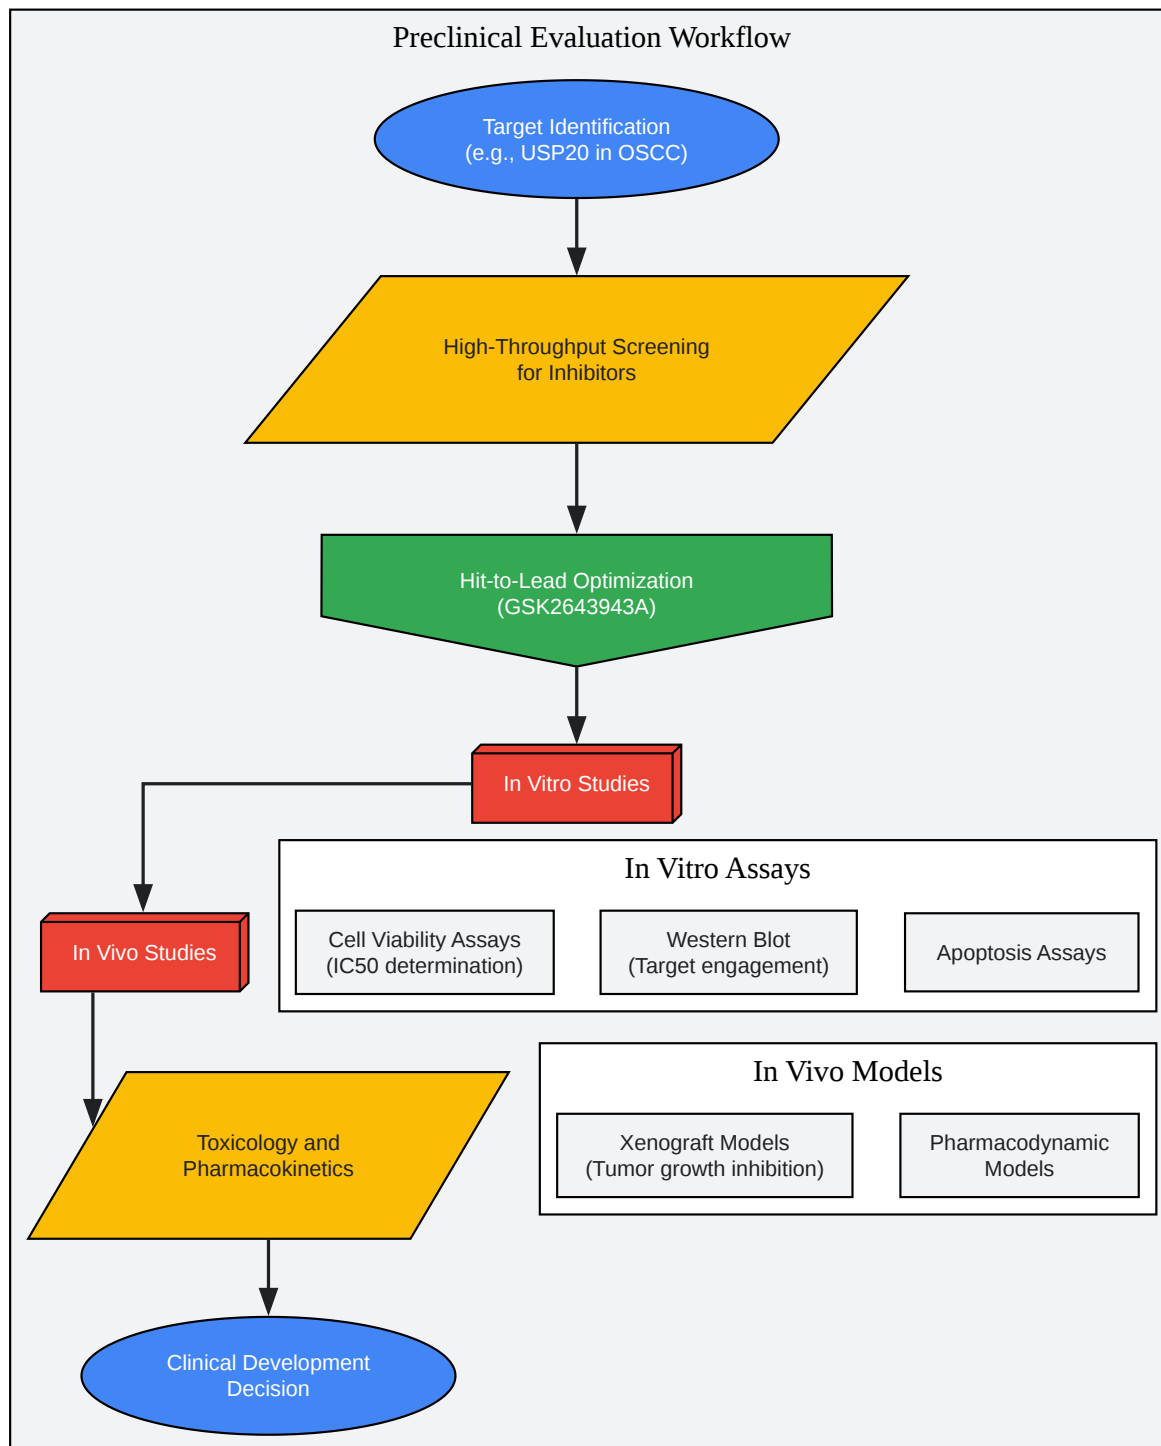 Preclinical Evaluation Workflow
Target Identification
(e.g., USP20 in OSCC)
High-Throughput Screening
for Inhibitors
Hit-to-Lead Optimization
(GSK2643943A)
In Vitro Studies
In Vivo Studies
In Vitro Assays
Cell Viability Assays
(IC50 determination)
Western Blot
(Target engagement)
Apoptosis Assays
In Vivo Models
Xenograft Models
(Tumor growth inhibition)
Pharmacodynamic
Models
Toxicology and
Pharmacokinetics
Clinical Development
Decision